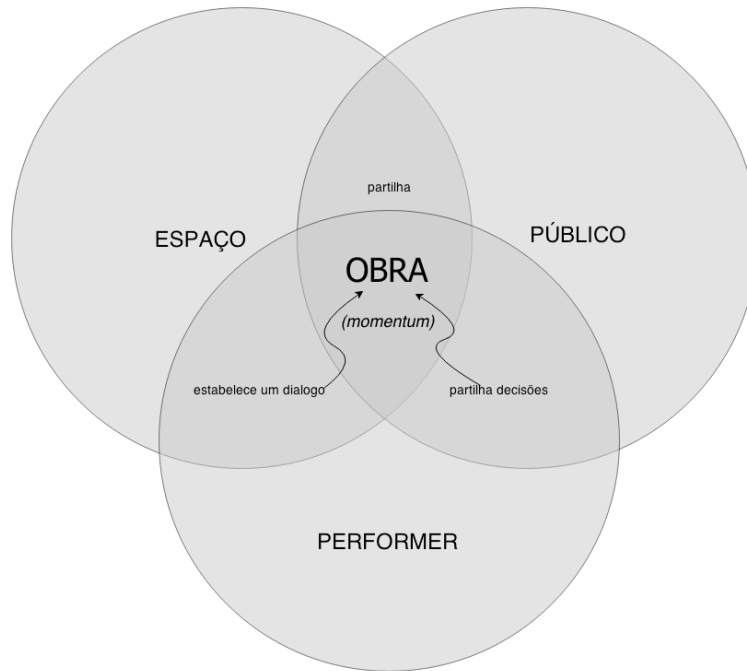 partilha
ESPAÇO
PÚBLICO
OBRA
(momentum)
estabelece um dialogo
partilha decisões
PERFORMER